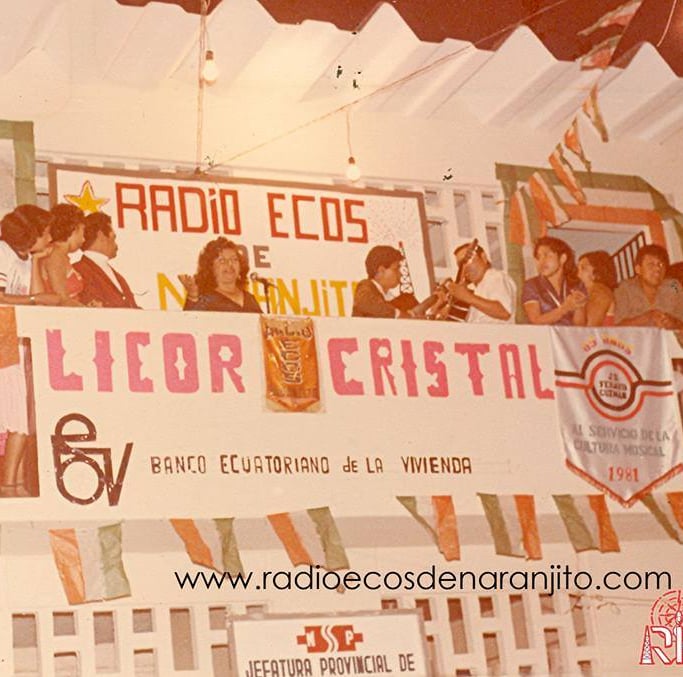 RADIO ECOS
DE
NARANJITO
LICOR CRISTAL
BANCO ECUATORIANO de LA VIVIENDA
AL SERVICIO DE LA
CULTURA MUSICAL
1981
www.radioecosdenaranjito.com
MSP
JEFATURA PROVINCIAL DE